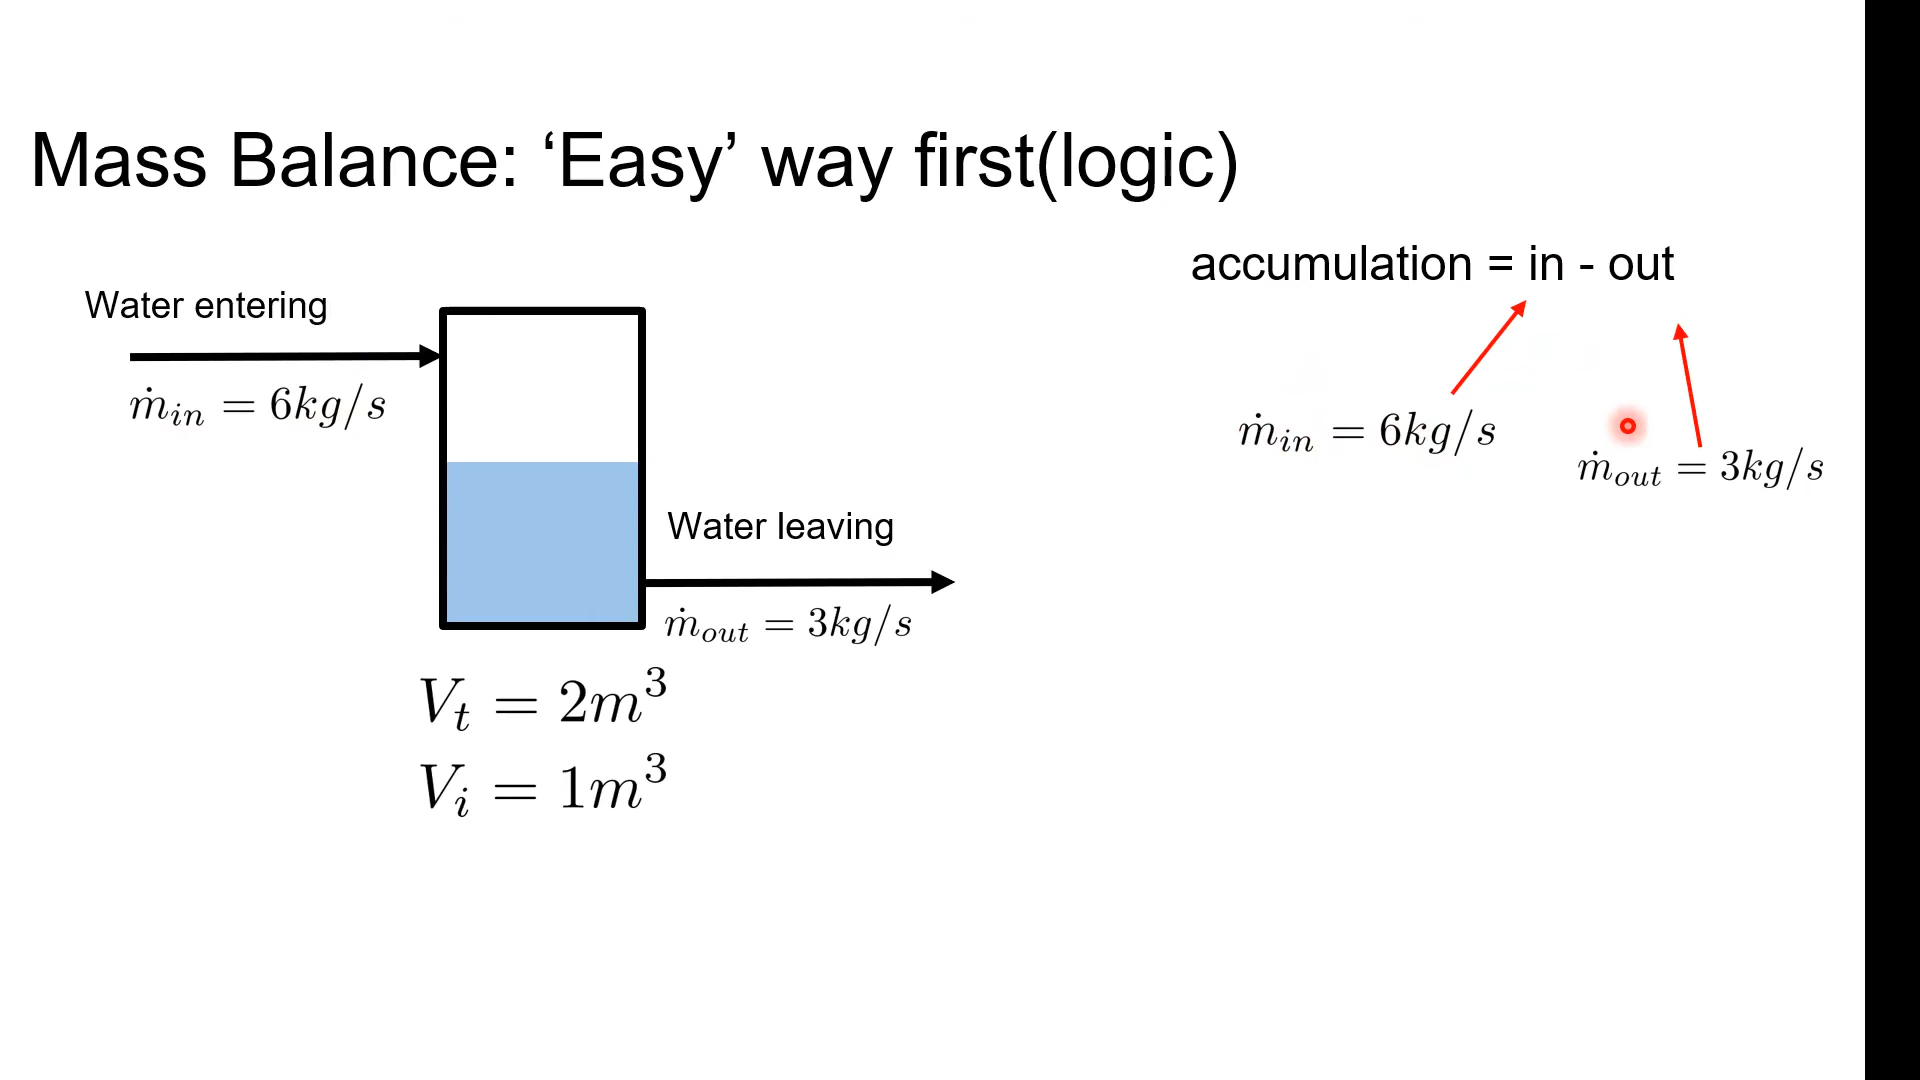 Mass Balance: ‘Easy’ way first(logic)
accumulation = in - out
Water entering
ṁ_in = 6kg/s
ṁ_in = 6kg/s
ṁ_out = 3kg/s
Water leaving
ṁ_out = 3kg/s
V_t = 2m³
V_i = 1m³